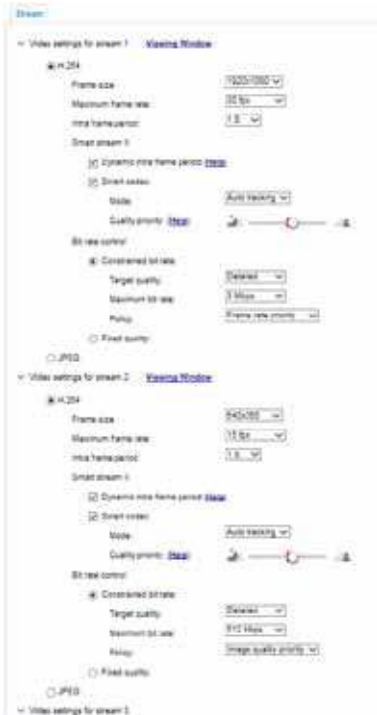 Stream
Video settings for stream 1 Viewing Window
H.264
Frame size: 1920x1080
Maximum frame rate: 30 fps
Intra frame period: 1 S
Smart stream II:
Dynamic intra frame period (Help)
Smart codec:
Mode: Auto tracking
Quality priority: (Help)
Bit rate control:
Constrained bit rate:
Target quality: Detailed
Maximum bit rate: Mbps
Policy: Frame rate priority
Fixed quality:
JPEG
Video settings for stream 2 Viewing Window
H.264
Frame size: 640x360
Maximum frame rate: 15 fps
Intra frame period: 1 S
Smart stream II:
Dynamic intra frame period (Help)
Smart codec:
Mode: Auto tracking
Quality priority: (Help)
Bit rate control:
Constrained bit rate:
Target quality: Detailed
Maximum bit rate: 512 Kbps
Policy: Image quality priority
Fixed quality:
JPEG
Video settings for stream 3